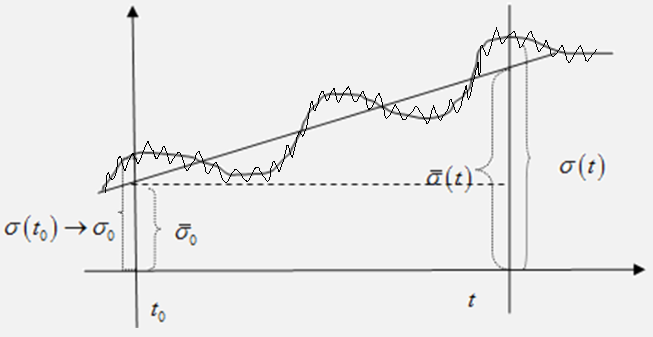 σ̄(t)
σ(t)
σ(t₀) → σ₀
σ̄₀
t₀
t